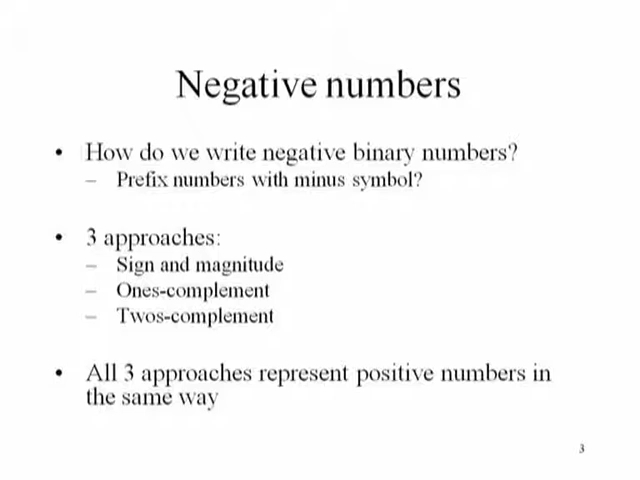 Negative numbers
• How do we write negative binary numbers?
– Prefix numbers with minus symbol?
• 3 approaches:
– Sign and magnitude
– Ones-complement
– Twos-complement
• All 3 approaches represent positive numbers in
the same way
3